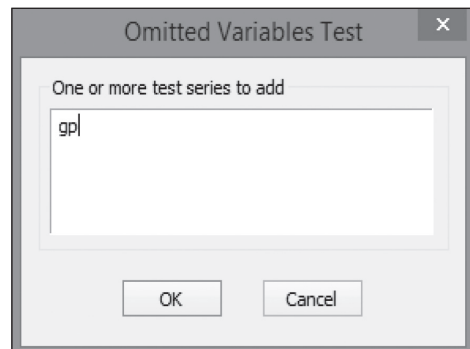 Omitted Variables Test
x
One or more test series to add
gp
OK
Cancel